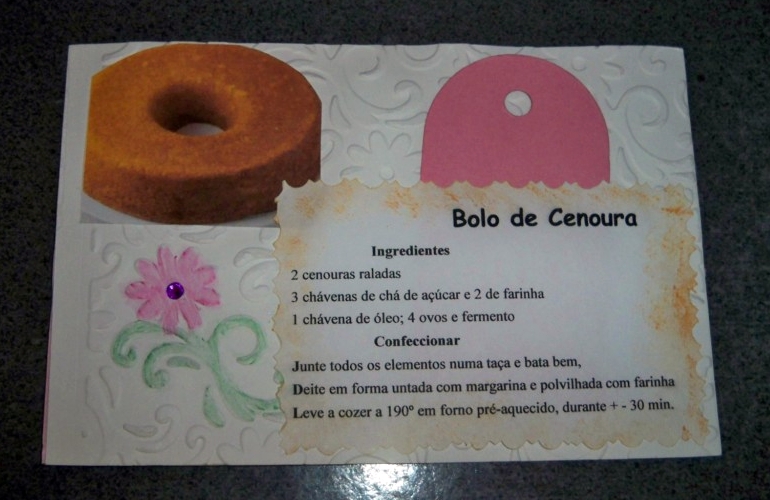 Bolo de Cenoura
Ingredientes
2 cenouras raladas
3 chávenas de chá de açúcar e 2 de farinha
1 chávena de óleo; 4 ovos e fermento
Confeccionar
Junte todos os elementos numa taça e bata bem,
Deite em forma untada com margarina e polvilhada com farinha
Leve a cozer a 190º em forno pré-aquecido, durante + - 30 min.